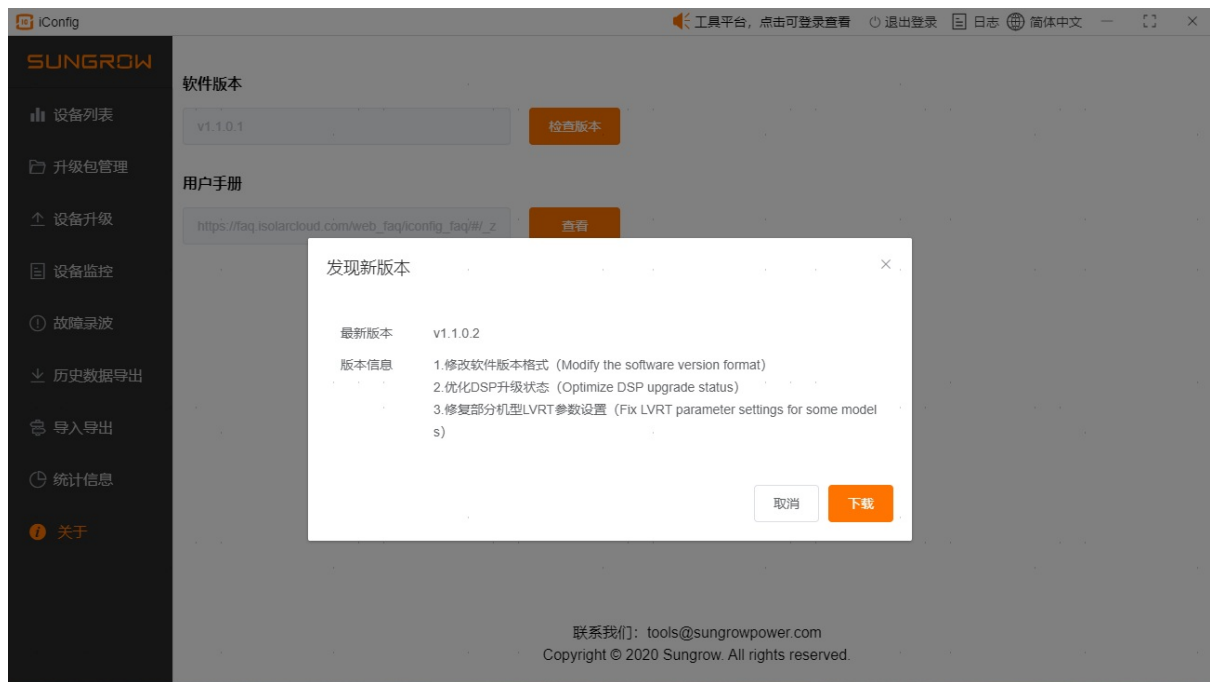 iConfig
工具平台，点击可登录查看 退出登录 日志 简体中文
SUNGROW
设备列表
升级包管理
设备升级
设备监控
故障录波
历史数据导出
导入导出
统计信息
关于
软件版本
v1.1.0.1 检查版本
用户手册
https://faq.isolarcloud.com/web_faq/iconfig_faq/#/_z 查看
发现新版本
最新版本 v1.1.0.2
版本信息 1.修改软件版本格式（Modify the software version format）
2.优化DSP升级状态（Optimize DSP upgrade status）
3.修复部分机型LVRT参数设置（Fix LVRT parameter settings for some model
s）
取消 下载
联系我们：tools@sungrowpower.com
Copyright © 2020 Sungrow. All rights reserved.